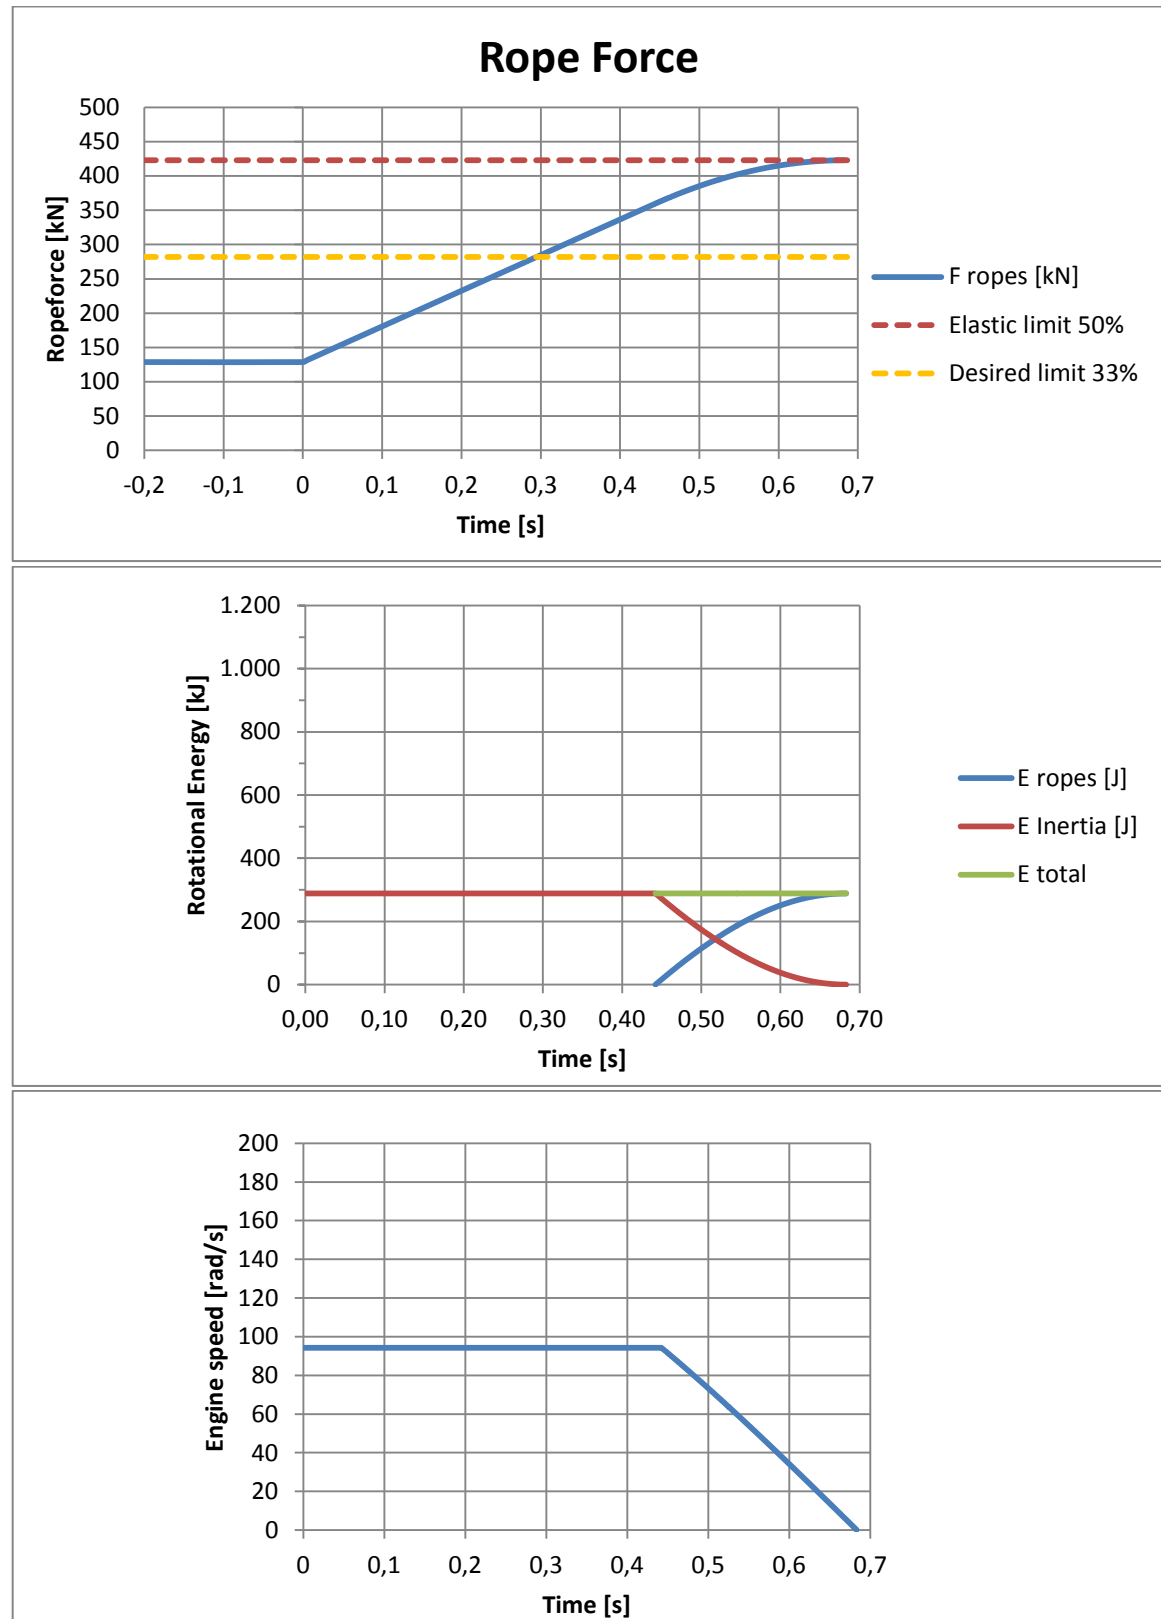 Rope Force
500
450
400
350
300
250
200
150
100
50
0
Ropeforce [kN]
-0,2 -0,1 0 0,1 0,2 0,3 0,4 0,5 0,6 0,7
Time [s]
F ropes [kN]
Elastic limit 50%
Desired limit 33%
1.200
1.000
800
600
400
200
0
Rotational Energy [kJ]
0,00 0,10 0,20 0,30 0,40 0,50 0,60 0,70
Time [s]
E ropes [J]
E Inertia [J]
E total
200
180
160
140
120
100
80
60
40
20
0
Engine speed [rad/s]
0 0,1 0,2 0,3 0,4 0,5 0,6 0,7
Time [s]